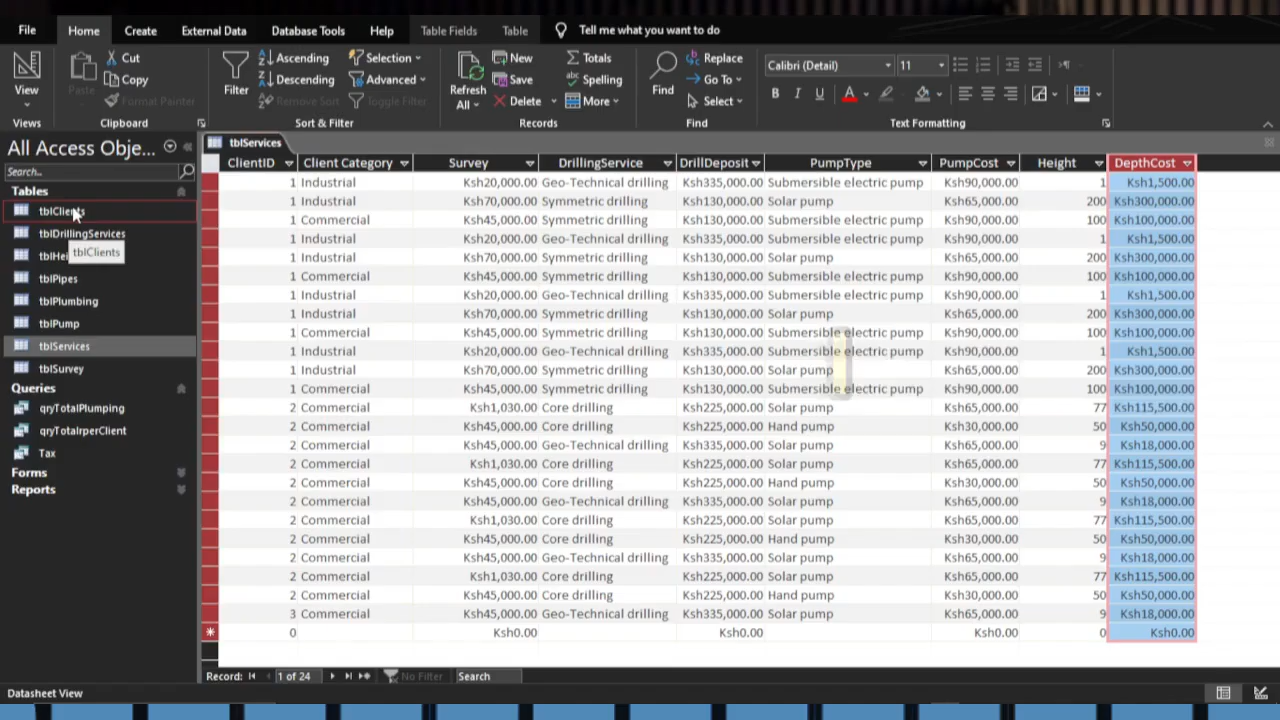 File Home Create External Data Database Tools Help Table Fields Table Tell me what you want to do
View
Views
Paste Cut
Copy
Format Painter
Clipboard
Filter Ascending Selection
Descending Advanced
Remove Sort Toggle Filter
Sort & Filter
Refresh All New Totals
Save Spelling
Delete More
Records
Find Replace
Go To
Select
Find
Calibri (Detail) 11
B I U A
Text Formatting
All Access Obje...
Search...
Tables
tblClients
tblDrillingServices
tblHei
tblClients
tblPipes
tblPlumbing
tblPump
tblServices
tblSurvey
Queries
qryTotalPlumping
qryTotalrperClient
Tax
Forms
Reports
tblServices
ClientID Client Category Survey DrillingService DrillDeposit PumpType PumpCost Height DepthCost
1 Industrial Ksh20,000.00 Geo-Technical drilling Ksh335,000.00 Submersible electric pump Ksh90,000.00 1 Ksh1,500.00
1 Industrial Ksh70,000.00 Symmetric drilling Ksh130,000.00 Solar pump Ksh65,000.00 200 Ksh300,000.00
1 Commercial Ksh45,000.00 Symmetric drilling Ksh130,000.00 Submersible electric pump Ksh90,000.00 100 Ksh100,000.00
1 Industrial Ksh20,000.00 Geo-Technical drilling Ksh335,000.00 Submersible electric pump Ksh90,000.00 1 Ksh1,500.00
1 Industrial Ksh70,000.00 Symmetric drilling Ksh130,000.00 Solar pump Ksh65,000.00 200 Ksh300,000.00
1 Commercial Ksh45,000.00 Symmetric drilling Ksh130,000.00 Submersible electric pump Ksh90,000.00 100 Ksh100,000.00
1 Industrial Ksh20,000.00 Geo-Technical drilling Ksh335,000.00 Submersible electric pump Ksh90,000.00 1 Ksh1,500.00
1 Industrial Ksh70,000.00 Symmetric drilling Ksh130,000.00 Solar pump Ksh65,000.00 200 Ksh300,000.00
1 Commercial Ksh45,000.00 Symmetric drilling Ksh130,000.00 Submersible electric pump Ksh90,000.00 100 Ksh100,000.00
1 Industrial Ksh20,000.00 Geo-Technical drilling Ksh335,000.00 Submersible electric pump Ksh90,000.00 1 Ksh1,500.00
1 Industrial Ksh70,000.00 Symmetric drilling Ksh130,000.00 Solar pump Ksh65,000.00 200 Ksh300,000.00
1 Commercial Ksh45,000.00 Symmetric drilling Ksh130,000.00 Submersible electric pump Ksh90,000.00 100 Ksh100,000.00
2 Commercial Ksh1,030.00 Core drilling Ksh225,000.00 Solar pump Ksh65,000.00 77 Ksh115,500.00
2 Commercial Ksh45,000.00 Core drilling Ksh225,000.00 Hand pump Ksh30,000.00 50 Ksh50,000.00
2 Commercial Ksh45,000.00 Geo-Technical drilling Ksh335,000.00 Solar pump Ksh65,000.00 9 Ksh18,000.00
2 Commercial Ksh1,030.00 Core drilling Ksh225,000.00 Solar pump Ksh65,000.00 77 Ksh115,500.00
2 Commercial Ksh45,000.00 Core drilling Ksh225,000.00 Hand pump Ksh30,000.00 50 Ksh50,000.00
2 Commercial Ksh45,000.00 Geo-Technical drilling Ksh335,000.00 Solar pump Ksh65,000.00 9 Ksh18,000.00
2 Commercial Ksh1,030.00 Core drilling Ksh225,000.00 Solar pump Ksh65,000.00 77 Ksh115,500.00
2 Commercial Ksh45,000.00 Core drilling Ksh225,000.00 Hand pump Ksh30,000.00 50 Ksh50,000.00
2 Commercial Ksh45,000.00 Geo-Technical drilling Ksh335,000.00 Solar pump Ksh65,000.00 9 Ksh18,000.00
2 Commercial Ksh1,030.00 Core drilling Ksh225,000.00 Solar pump Ksh65,000.00 77 Ksh115,500.00
2 Commercial Ksh45,000.00 Core drilling Ksh225,000.00 Hand pump Ksh30,000.00 50 Ksh50,000.00
3 Commercial Ksh45,000.00 Geo-Technical drilling Ksh335,000.00 Solar pump Ksh65,000.00 9 Ksh18,000.00
0 Ksh0.00 Ksh0.00 Ksh0.00 0 Ksh0.00
Record: 1 of 24 No Filter Search
Datasheet View